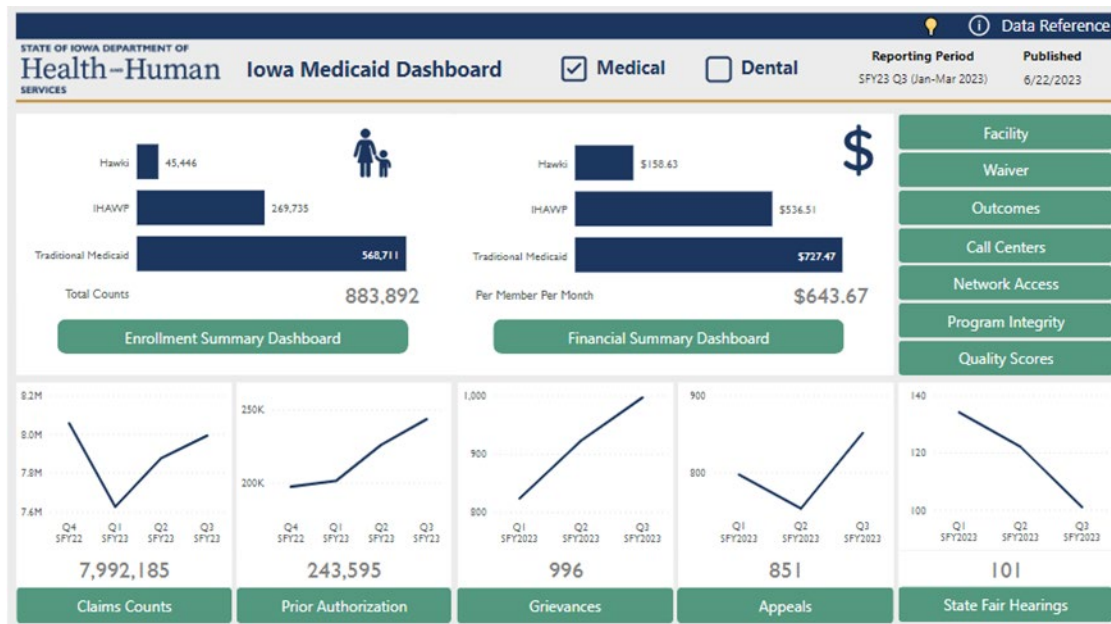 Data Reference
STATE OF IOWA DEPARTMENT OF
Health and Human
SERVICES
Iowa Medicaid Dashboard
Medical
Dental
Reporting Period
SFY23 Q3 (Jan-Mar 2023)
Published
6/22/2023
Hawki
45,446
IHAWP
269,735
Traditional Medicaid
568,711
Total Counts
883,892
Enrollment Summary Dashboard
$
Hawki
$158.63
IHAWP
$536.51
Traditional Medicaid
$727.47
Per Member Per Month
$643.67
Financial Summary Dashboard
Facility
Waiver
Outcomes
Call Centers
Network Access
Program Integrity
Quality Scores
8.2M
8.0M
7.8M
7.6M
Q4 Q1 Q2 Q3
SFY22 SFY23 SFY23 SFY23
7,992,185
Claims Counts
250K
200K
Q4 Q1 Q2 Q3
SFY22 SFY23 SFY23 SFY23
243,595
Prior Authorization
1,000
900
800
Q1 Q2 Q3
SFY2023 SFY2023 SFY2023
996
Grievances
900
800
Q1 Q2 Q3
SFY2023 SFY2023 SFY2023
851
Appeals
140
120
100
Q1 Q2 Q3
SFY2023 SFY2023 SFY2023
101
State Fair Hearings